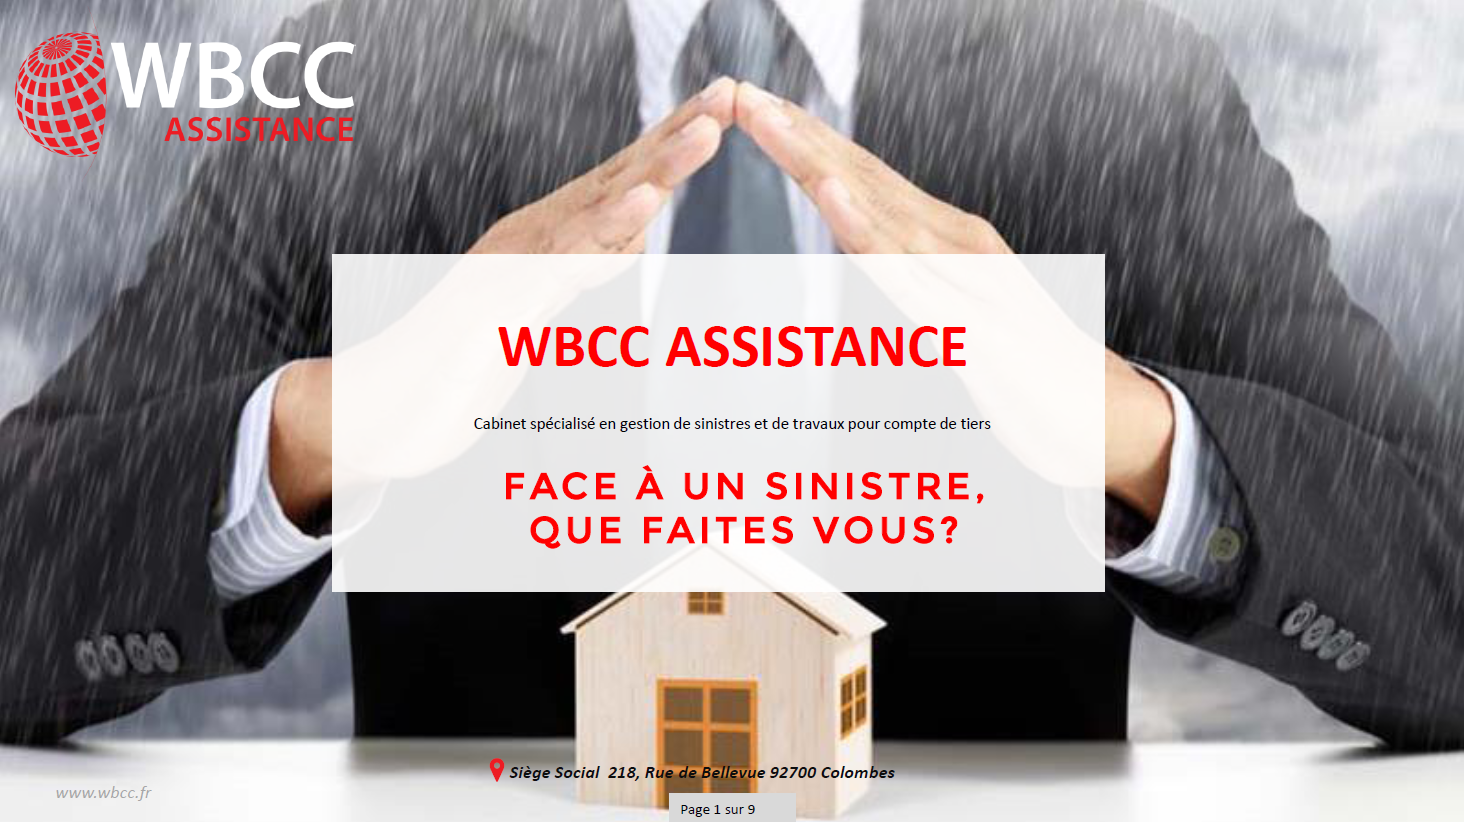 WBCC
ASSISTANCE
WBCC ASSISTANCE
Cabinet spécialisé en gestion de sinistres et de travaux pour compte de tiers
FACE À UN SINISTRE,
QUE FAITES VOUS?
Siège Social 218, Rue de Bellevue 92700 Colombes
www.wbcc.fr
Page 1 sur 9